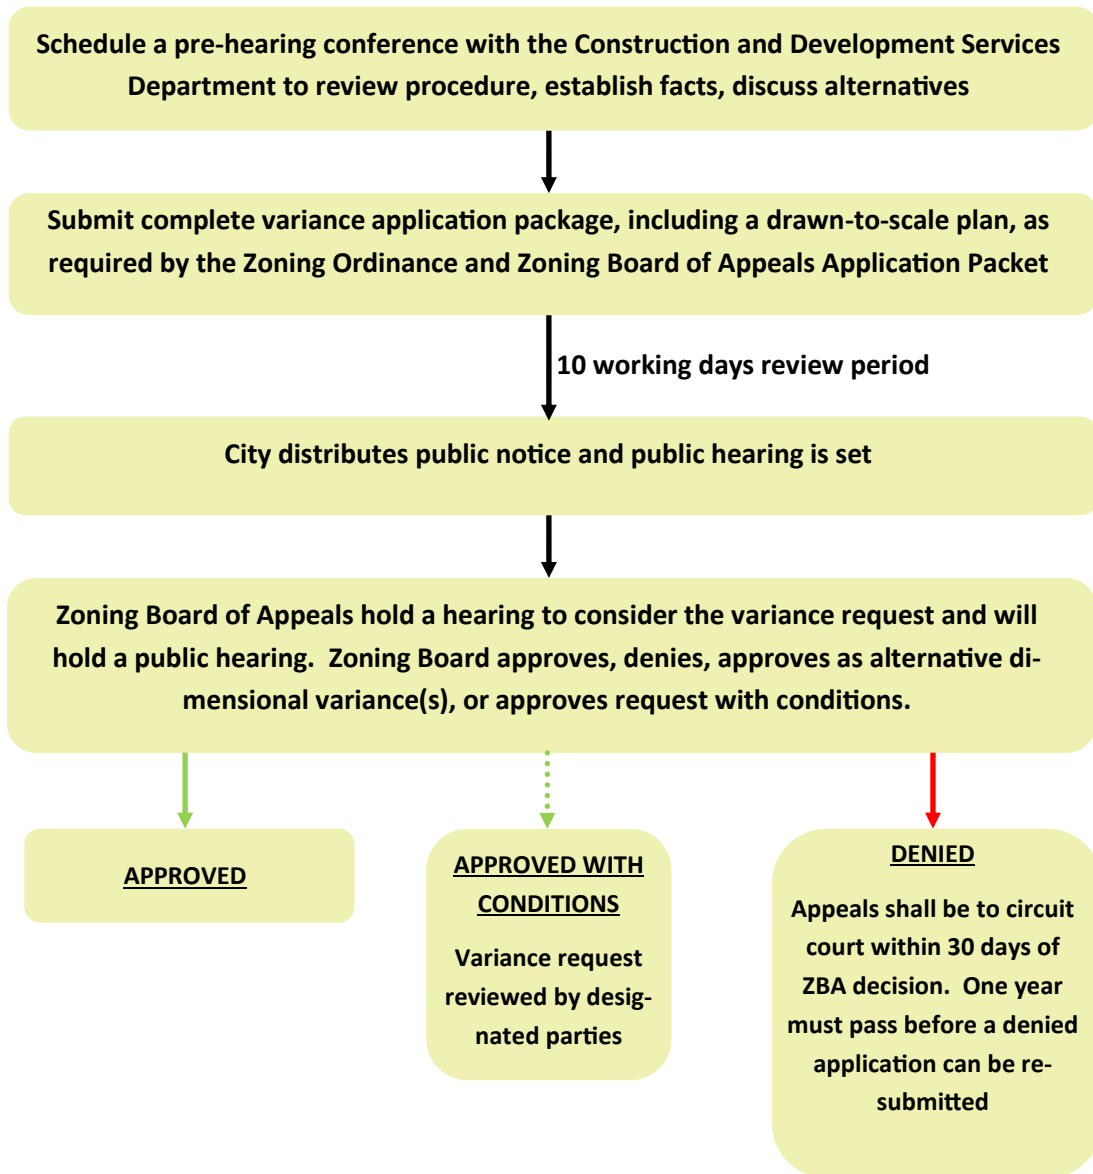 Schedule a pre-hearing conference with the Construction and Development Services
Department to review procedure, establish facts, discuss alternatives
Submit complete variance application package, including a drawn-to-scale plan, as
required by the Zoning Ordinance and Zoning Board of Appeals Application Packet
10 working days review period
City distributes public notice and public hearing is set
Zoning Board of Appeals hold a hearing to consider the variance request and will
hold a public hearing.  Zoning Board approves, denies, approves as alternative di-
mensional variance(s), or approves request with conditions.
APPROVED
APPROVED WITH
CONDITIONS
Variance request
reviewed by desig-
nated parties
DENIED
Appeals shall be to circuit
court within 30 days of
ZBA decision.  One year
must pass before a denied
application can be re-
submitted